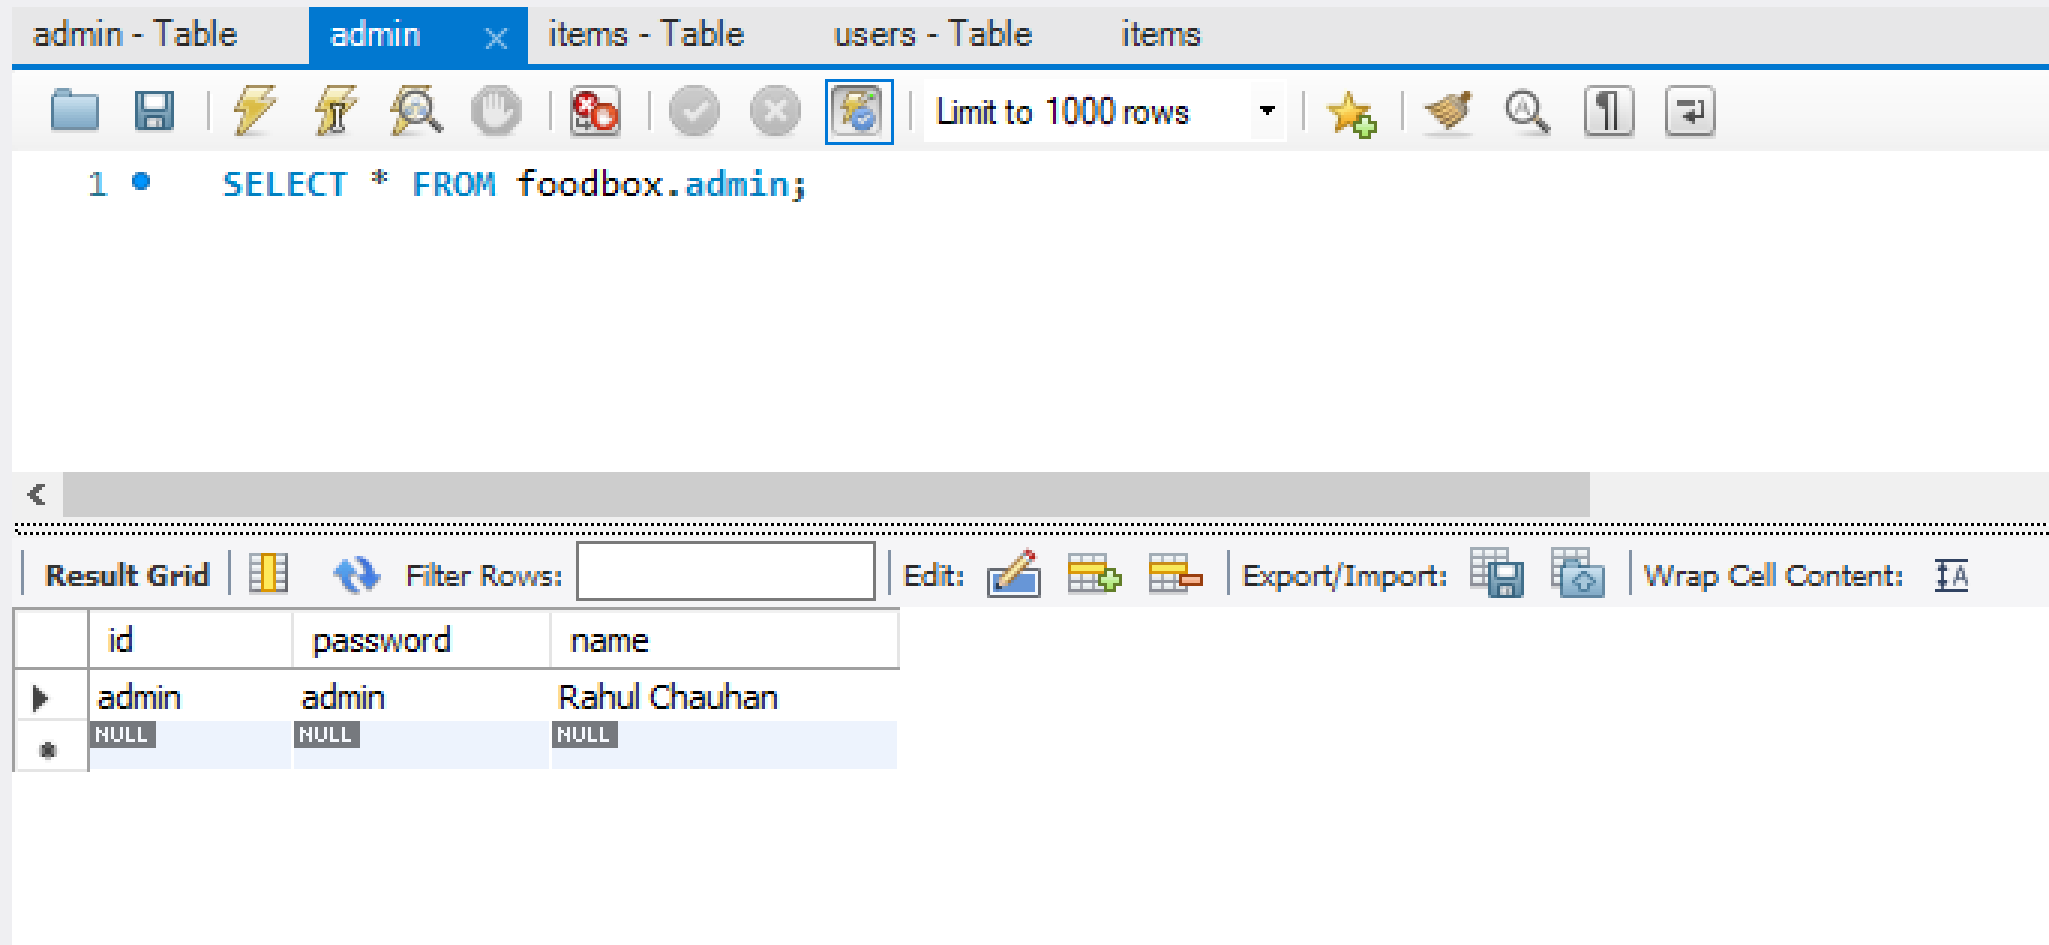 admin - Table admin × items - Table users - Table items
Limit to 1000 rows
1 SELECT * FROM foodbox.admin;
Result Grid Filter Rows: Edit: Export/Import: Wrap Cell Content: A
id password name
admin admin Rahul Chauhan
NULL NULL NULL